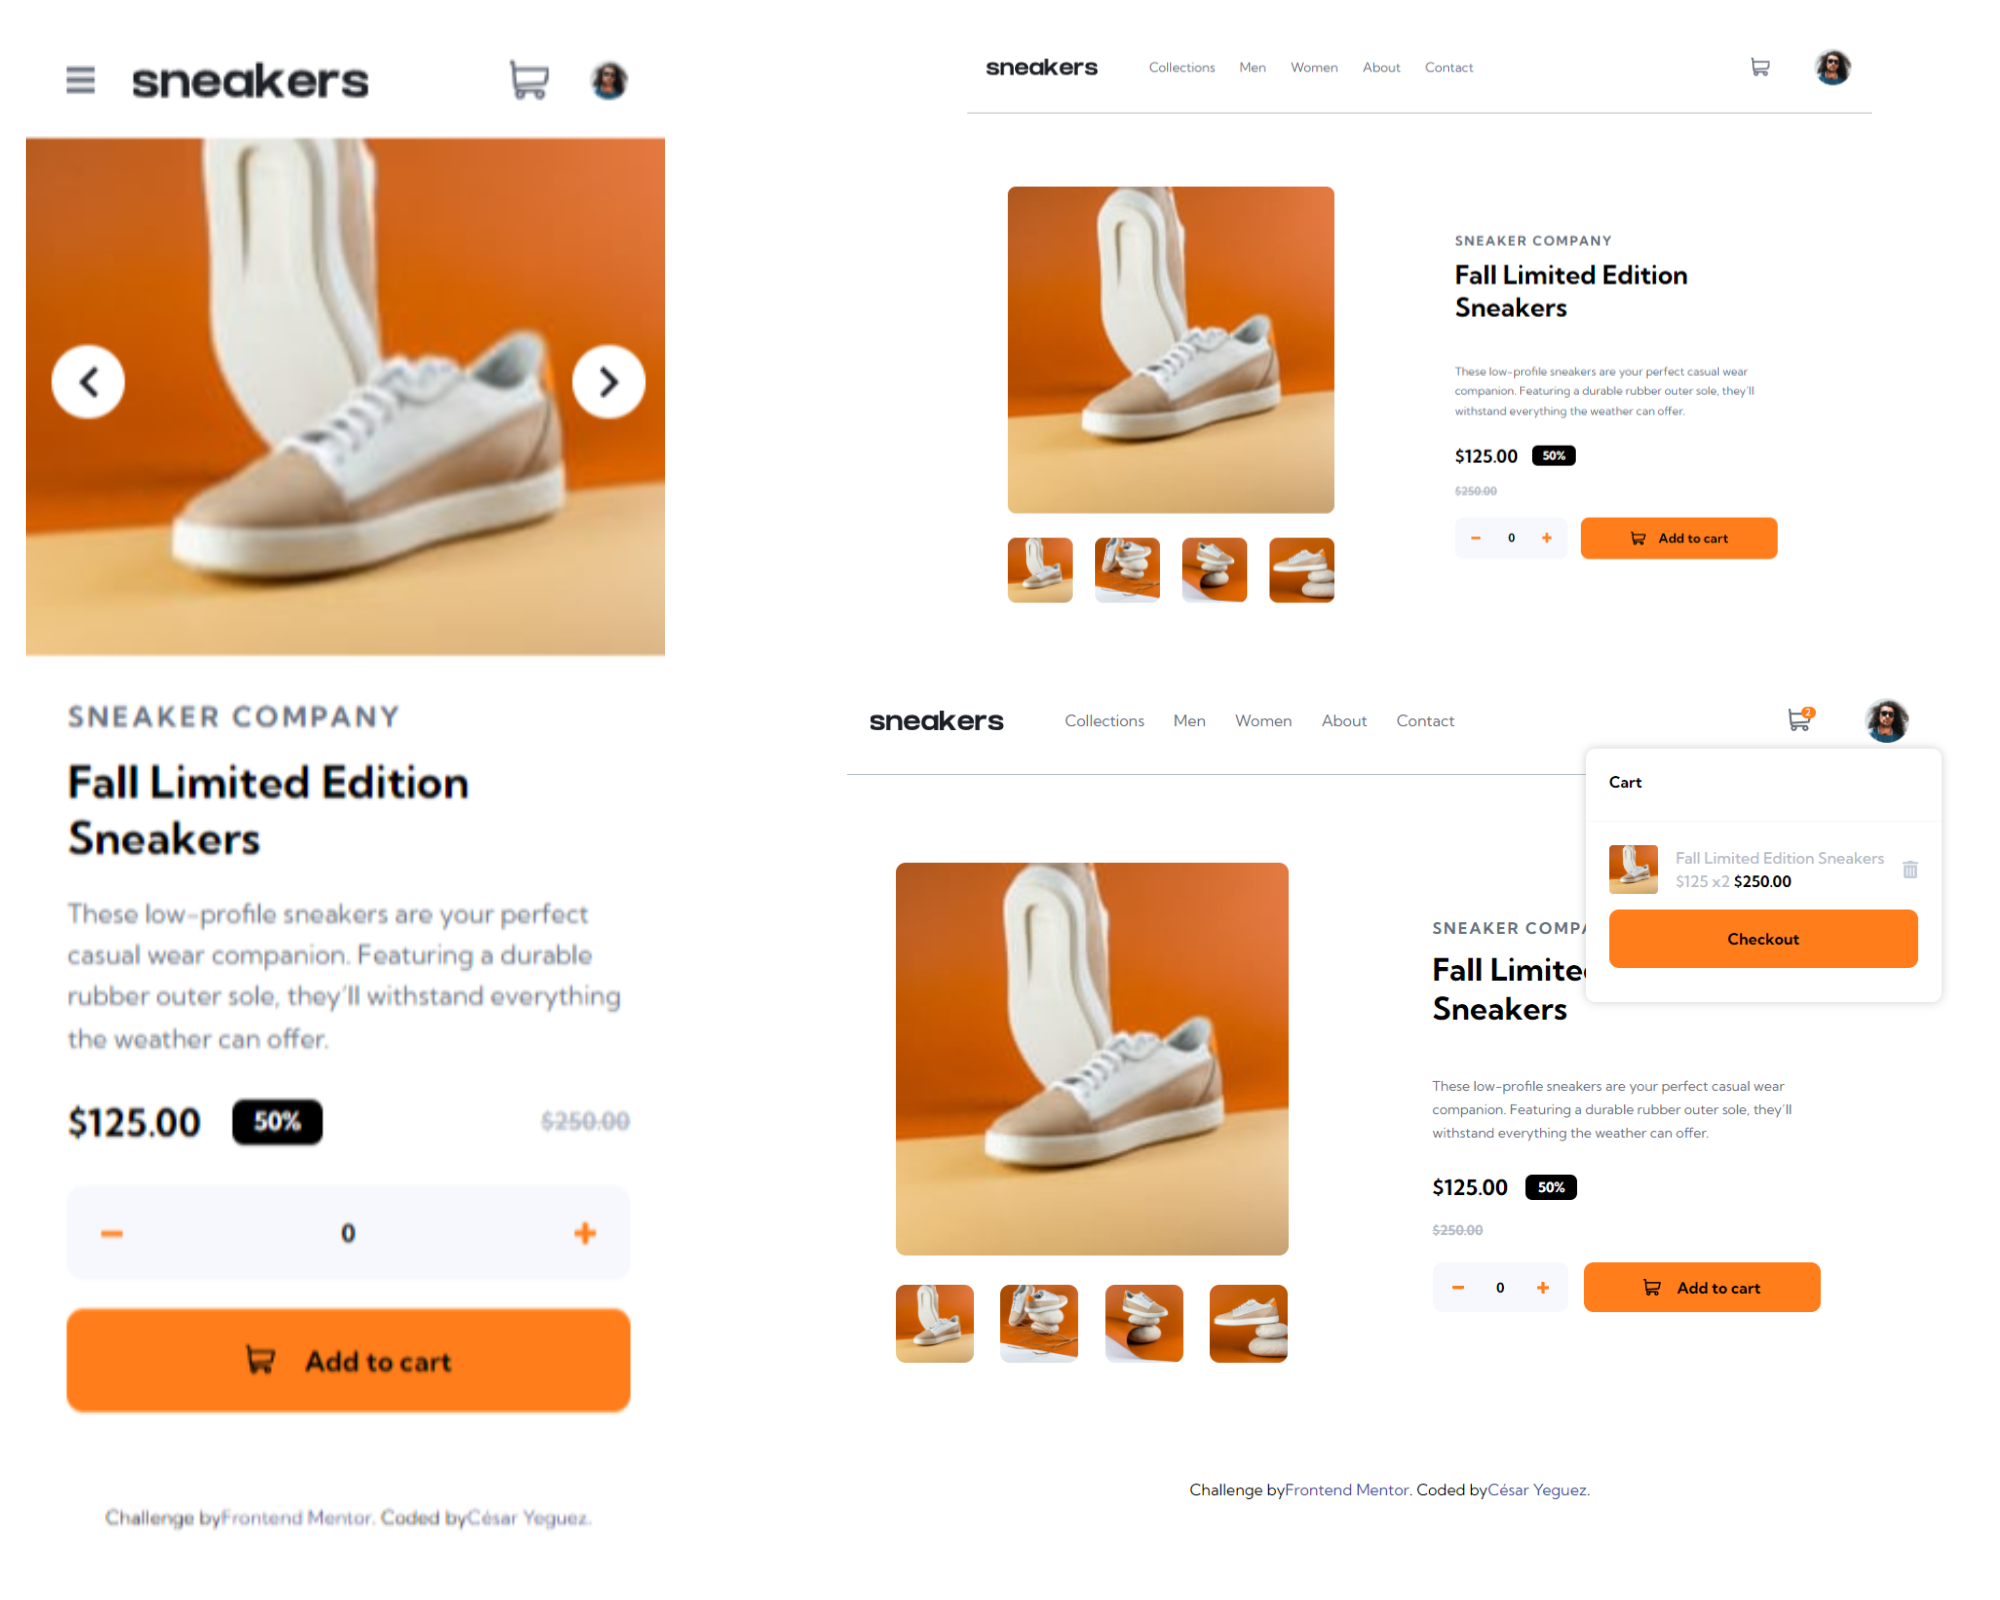 sneakers
SNEAKER COMPANY
Fall Limited Edition
Sneakers
These low-profile sneakers are your perfect
casual wear companion. Featuring a durable
rubber outer sole, they'll withstand everything
the weather can offer.
$125.00 50% $250.00
0
Add to cart
Challenge byFrontend Mentor. Coded byCésar Yeguez.
sneakers Collections Men Women About Contact
SNEAKER COMPANY
Fall Limited Edition
Sneakers
These low-profile sneakers are your perfect casual wear
companion. Featuring a durable rubber outer sole, they'll
withstand everything the weather can offer.
$125.00 50%
$250.00
0 Add to cart
sneakers Collections Men Women About Contact 2
Cart
Fall Limited Edition Sneakers
$125 x2 $250.00
Checkout
SNEAKER COMPA
Fall Limite
Sneakers
These low-profile sneakers are your perfect casual wear
companion. Featuring a durable rubber outer sole, they'll
withstand everything the weather can offer.
$125.00 50%
$250.00
0 Add to cart
Challenge byFrontend Mentor. Coded byCésar Yeguez.